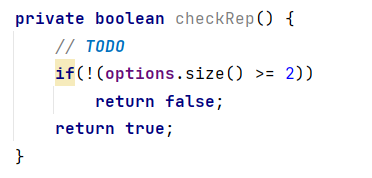 private boolean checkRep() {
    // TODO
    if(!(options.size() >= 2))
        return false;
    return true;
}